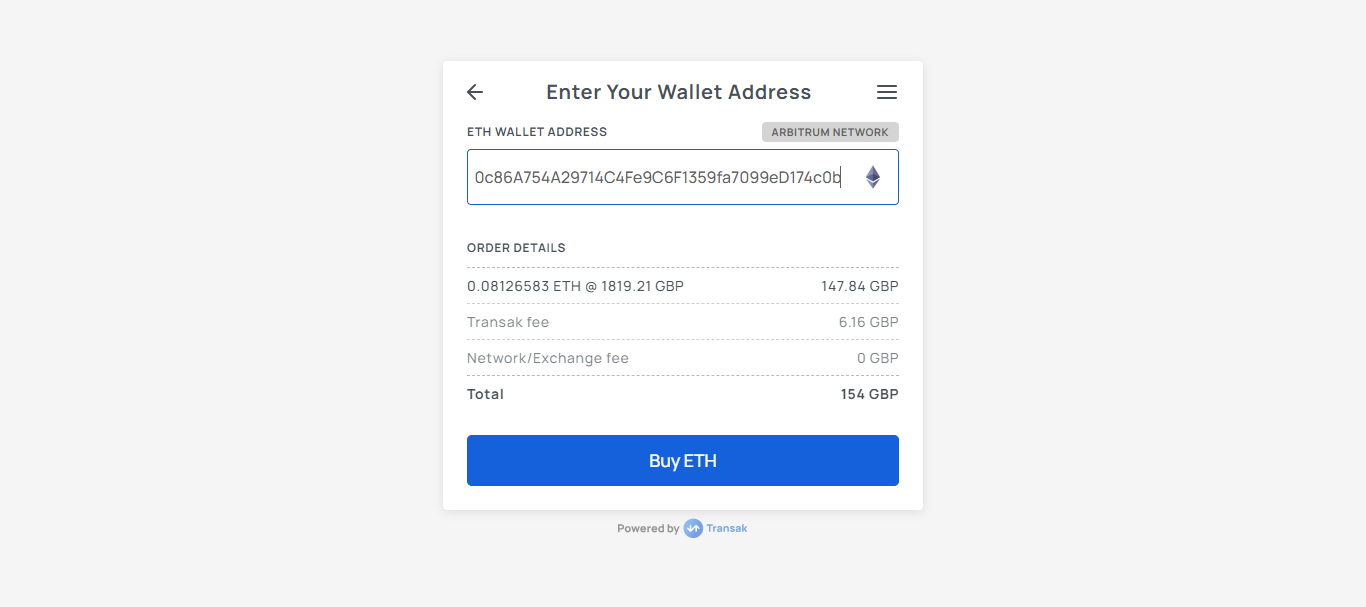 Enter Your Wallet Address
ETH WALLET ADDRESS ARBITRUM NETWORK
0c86A754A29714C4Fe9C6F1359fa7099eD174c0b
ORDER DETAILS
0.08126583 ETH @ 1819.21 GBP 147.84 GBP
Transak fee 6.16 GBP
Network/Exchange fee 0 GBP
Total 154 GBP
Buy ETH
Powered by Transak